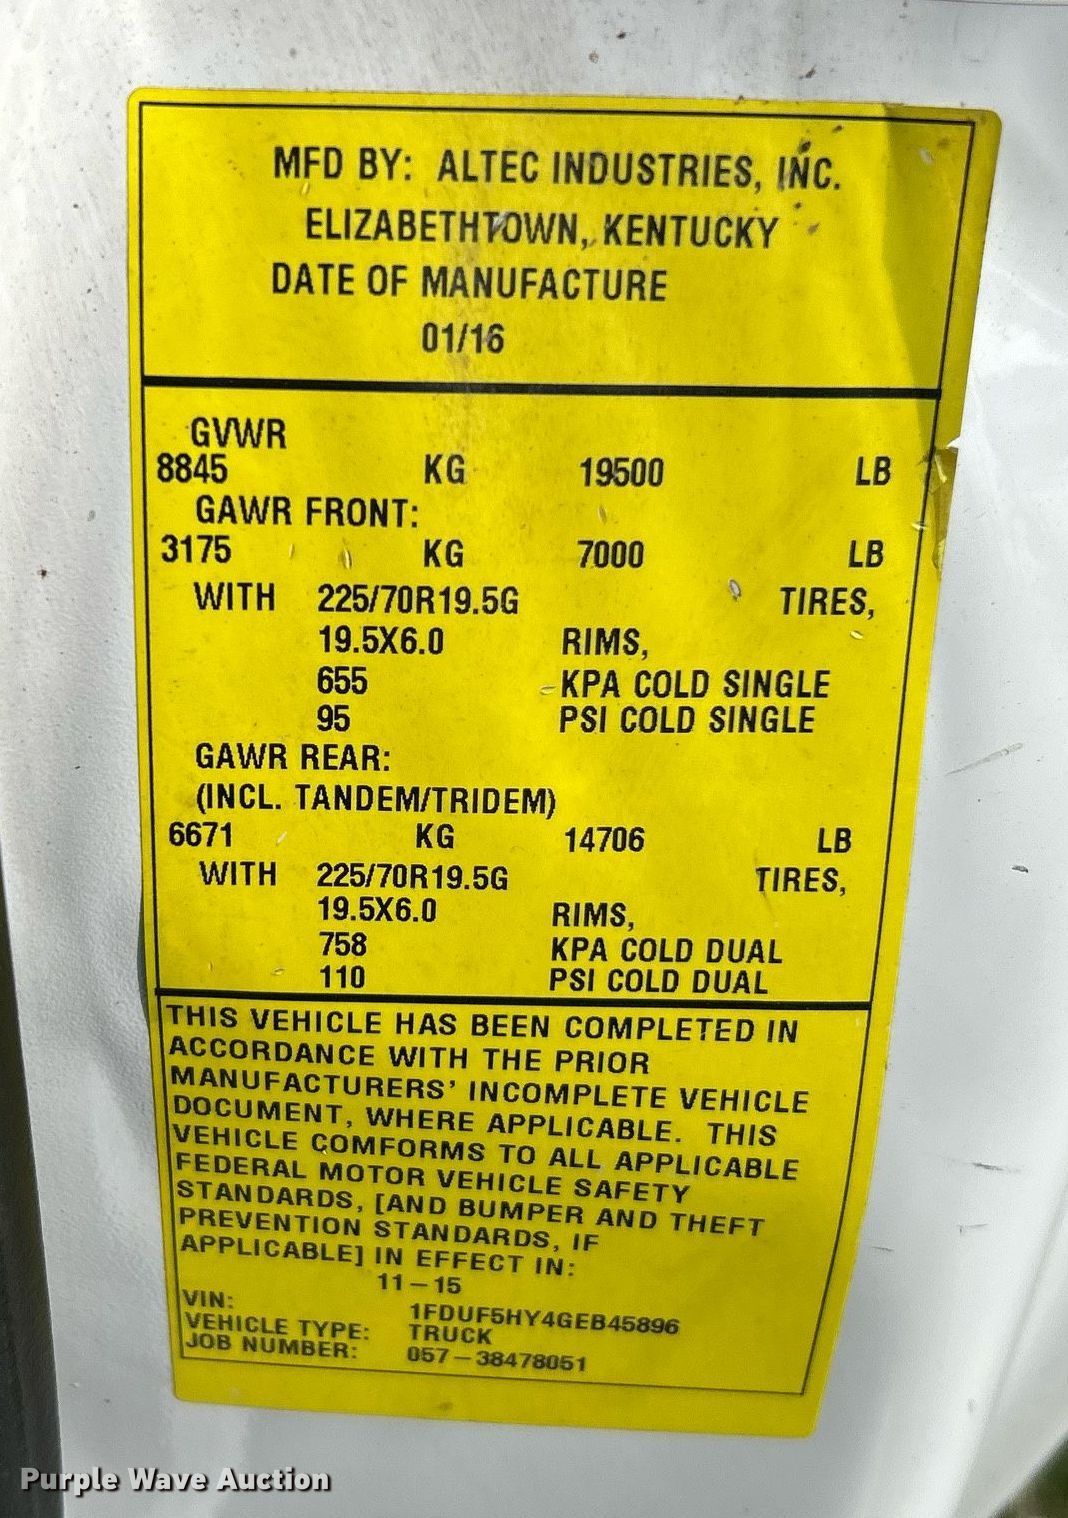 MFD BY: ALTEC INDUSTRIES, INC.
ELIZABETHTOWN, KENTUCKY
DATE OF MANUFACTURE
01/16
GVWR
8845 KG 19500 LB
GAWR FRONT:
3175 KG 7000 LB
WITH 225/70R19.5G TIRES,
19.5X6.0 RIMS,
655 KPA COLD SINGLE
95 PSI COLD SINGLE
GAWR REAR:
(INCL. TANDEM/TRIDEM)
6671 KG 14706 LB
WITH 225/70R19.5G TIRES,
19.5X6.0 RIMS,
758 KPA COLD DUAL
110 PSI COLD DUAL
THIS VEHICLE HAS BEEN COMPLETED IN
ACCORDANCE WITH THE PRIOR
MANUFACTURERS' INCOMPLETE VEHICLE
DOCUMENT, WHERE APPLICABLE. THIS
VEHICLE COMFORMS TO ALL APPLICABLE
FEDERAL MOTOR VEHICLE SAFETY
STANDARDS, [AND BUMPER AND THEFT
PREVENTION STANDARDS, IF
APPLICABLE] IN EFFECT IN:
11-15
VIN: 1FDUF5HY4GEB45896
VEHICLE TYPE: TRUCK
JOB NUMBER: 057-38478051
Purple Wave Auction